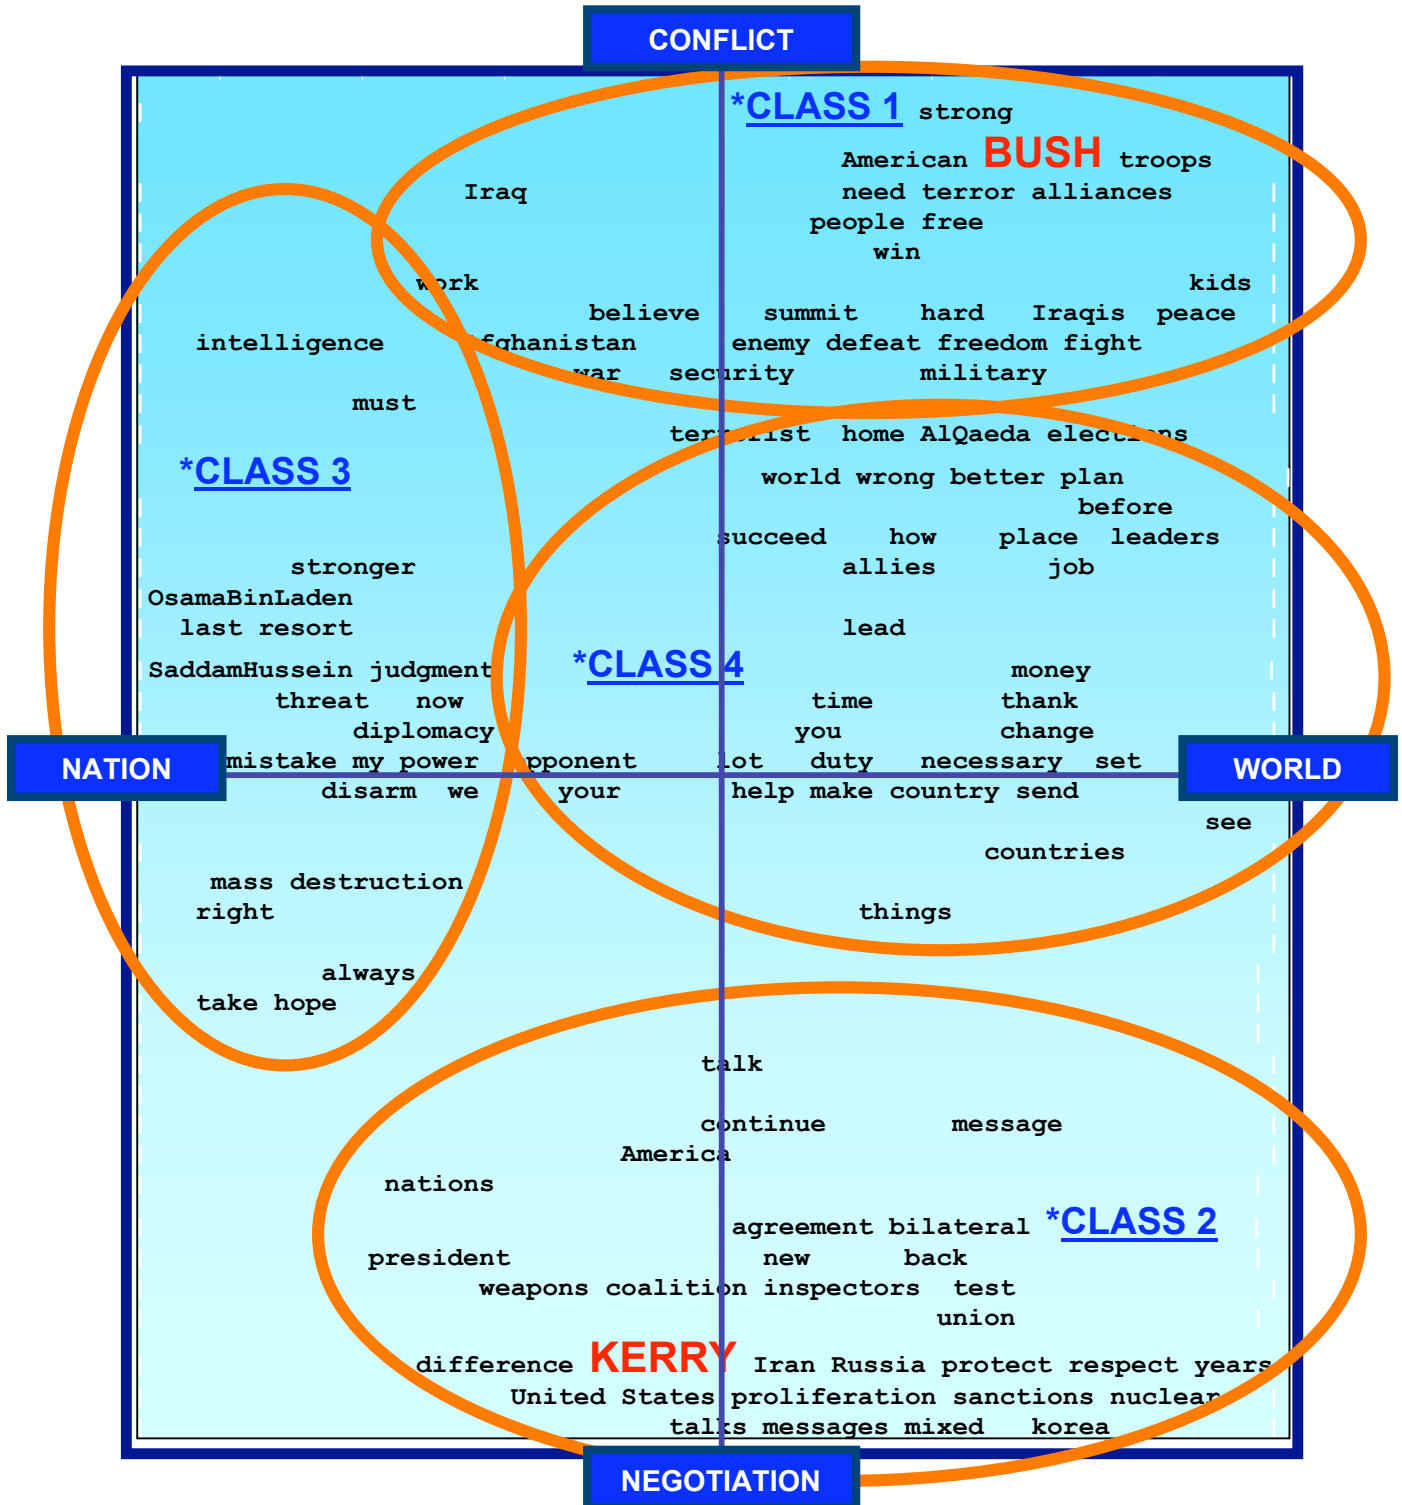 CONFLICT
*CLASS 1 strong
American BUSH troops
Iraq need terror alliances
people free
win
work kids
believe summit hard Iraqis peace
intelligence Afghanistan enemy defeat freedom fight
war security military
must
terrorist home AlQaeda elections
*CLASS 3
world wrong better plan
before
succeed how place leaders
stronger allies job
OsamaBinLaden
last resort lead
SaddamHussein judgment *CLASS 4 money
threat now time thank
diplomacy you change
NATION mistake my power opponent lot duty necessary set WORLD
disarm we your help make country send
see
countries
mass destruction
right things
always
take hope
talk
continue message
America
nations
agreement bilateral *CLASS 2
president new back
weapons coalition inspectors test
union
difference KERRY Iran Russia protect respect years
United States proliferation sanctions nuclear
talks messages mixed korea
NEGOTIATION